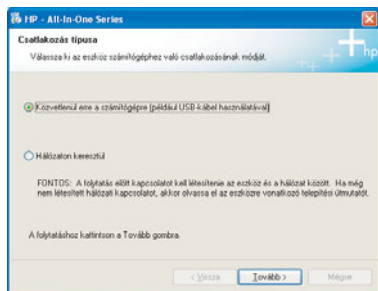 HP - All-In-One Series
Csatlakozás típusa
Válassza ki az eszköz számítógéphez való csatlakozásának módját.
hp
Közvetlenül erre a számítógépre (például USB-kábel használatával)
Hálózaton keresztül
FONTOS: A folytatás előtt kapcsolatot kell létesítenie az eszköz és a hálózat között. Ha még
nem létesített hálózati kapcsolatot, akkor olvassa el az eszközre vonatkozó telepítési útmutatót.
A folytatáshoz kattintson a Tovább gombra.
< Vissza
Tovább >
Mégse